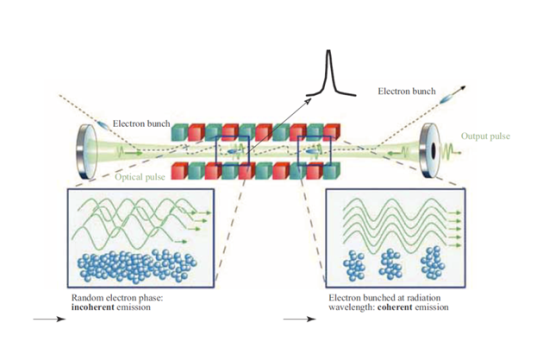 Electron bunch
Electron bunch
Output pulse
Optical pulse
Random electron phase:
incoherent emission
Electron bunched at radiation
wavelength: coherent emission